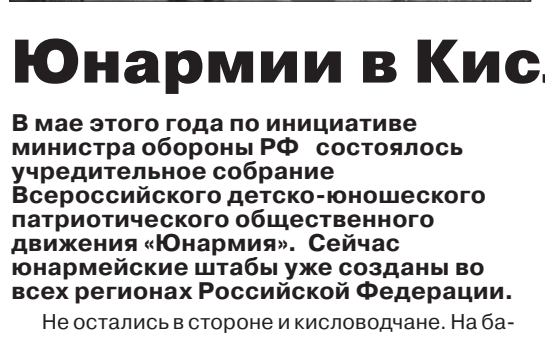 Юнармии в Кис
В мае этого года по инициативе
министра обороны РФ состоялось
учредительное собрание
Всероссийского детско-юношеского
патриотического общественного
движения «Юнармия». Сейчас
юнармейские штабы уже созданы во
всех регионах Российской Федерации.
Не остались в стороне и кисловодчане. На ба-